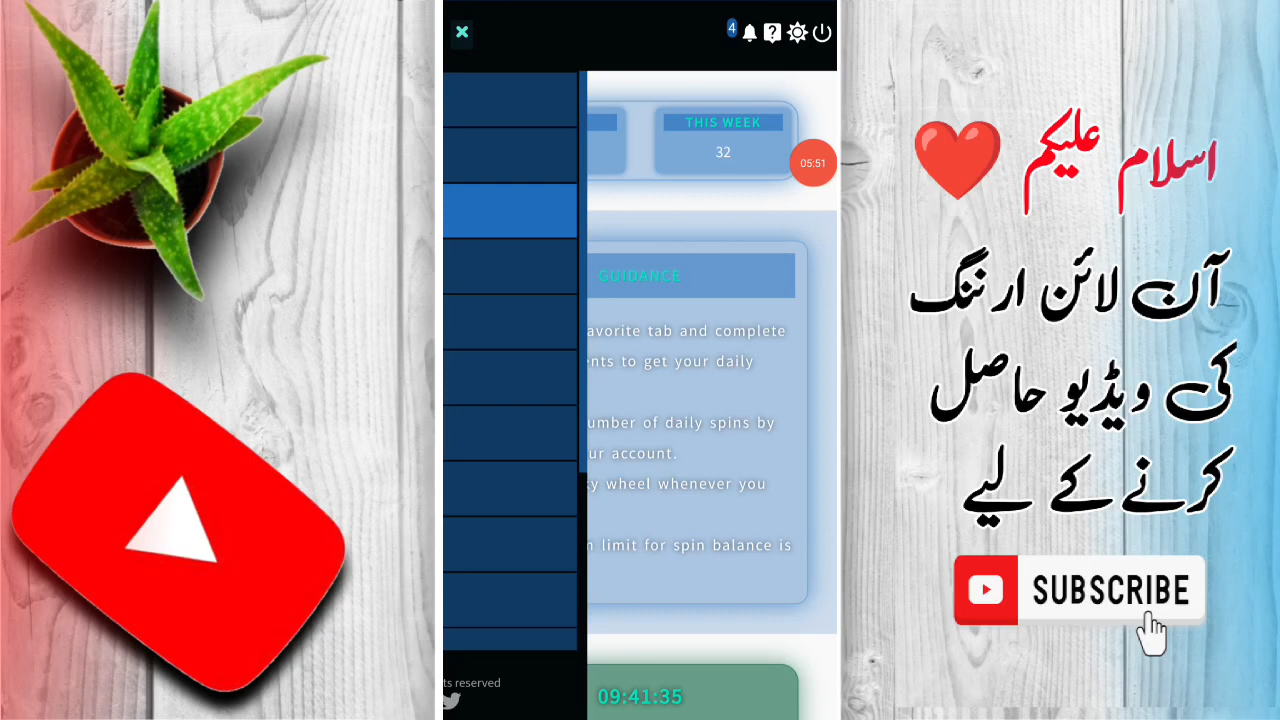 4
THIS WEEK
32
05:51
GUIDANCE
avorite tab and complete
nts to get your daily
umber of daily spins by
ur account.
y wheel whenever you
limit for spin balance is
ts reserved
09:41:35
اسلام علیکم
آن لائن ارننگ
کی ویڈیو حاصل
کرنے کے لیے
SUBSCRIBE